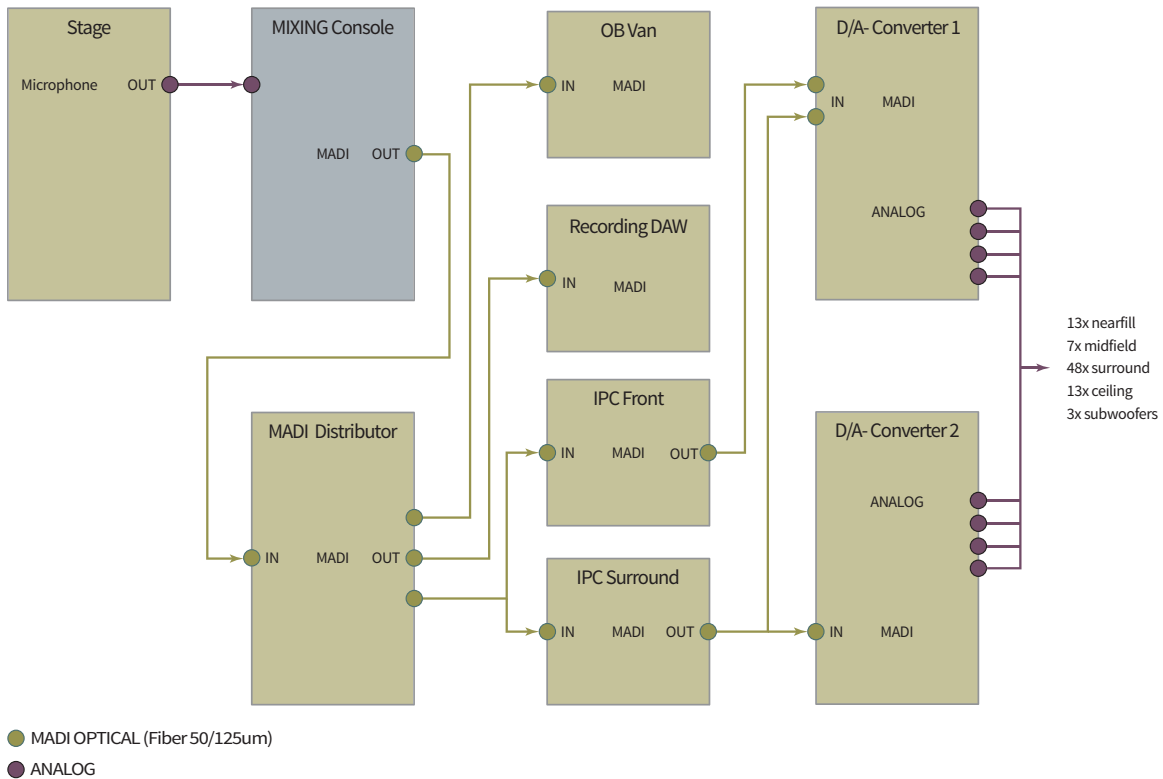 Stage
Microphone OUT
MIXING Console
MADI OUT
OB Van
IN MADI
D/A- Converter 1
IN MADI
ANALOG
Recording DAW
IN MADI
13x nearfill
7x midfield
48x surround
13x ceiling
3x subwoofers
MADI Distributor
IN MADI OUT
IPC Front
IN MADI OUT
IPC Surround
IN MADI OUT
D/A- Converter 2
ANALOG
IN MADI
MADI OPTICAL (Fiber 50/125um)
ANALOG